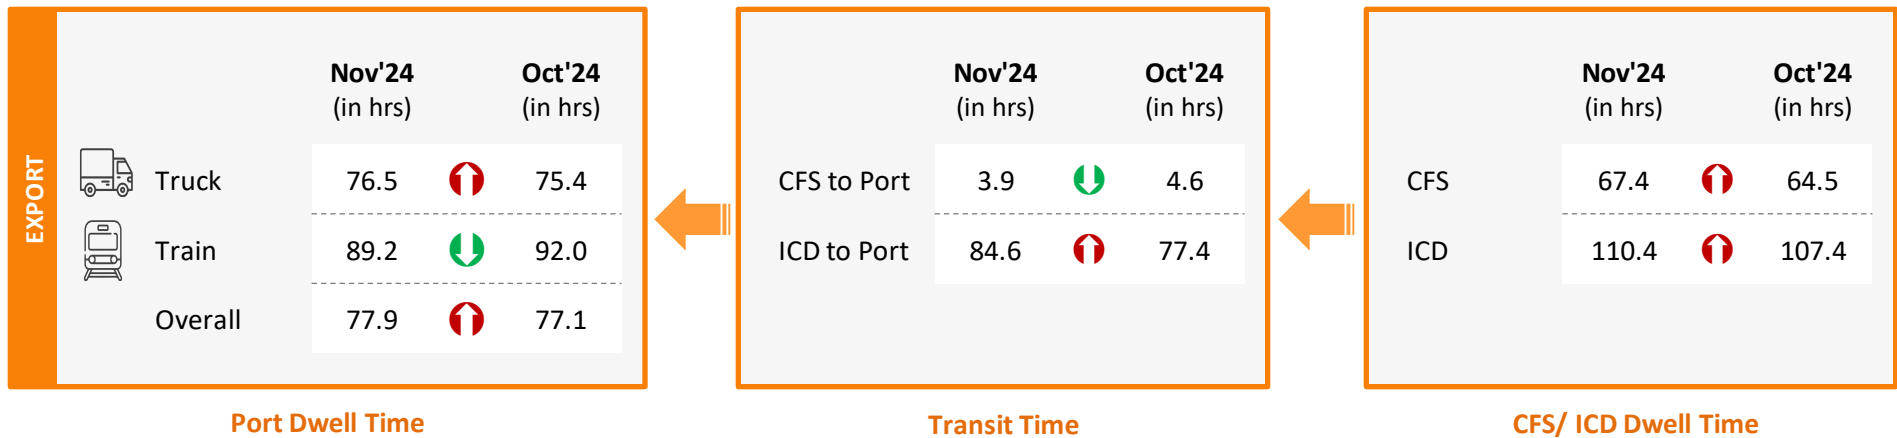 EXPORT
Nov'24 Oct'24
(in hrs) (in hrs)
Truck 76.5 75.4
Train 89.2 92.0
Overall 77.9 77.1
Port Dwell Time
Nov'24 Oct'24
(in hrs) (in hrs)
CFS to Port 3.9 4.6
ICD to Port 84.6 77.4
Transit Time
Nov'24 Oct'24
(in hrs) (in hrs)
CFS 67.4 64.5
ICD 110.4 107.4
CFS/ ICD Dwell Time